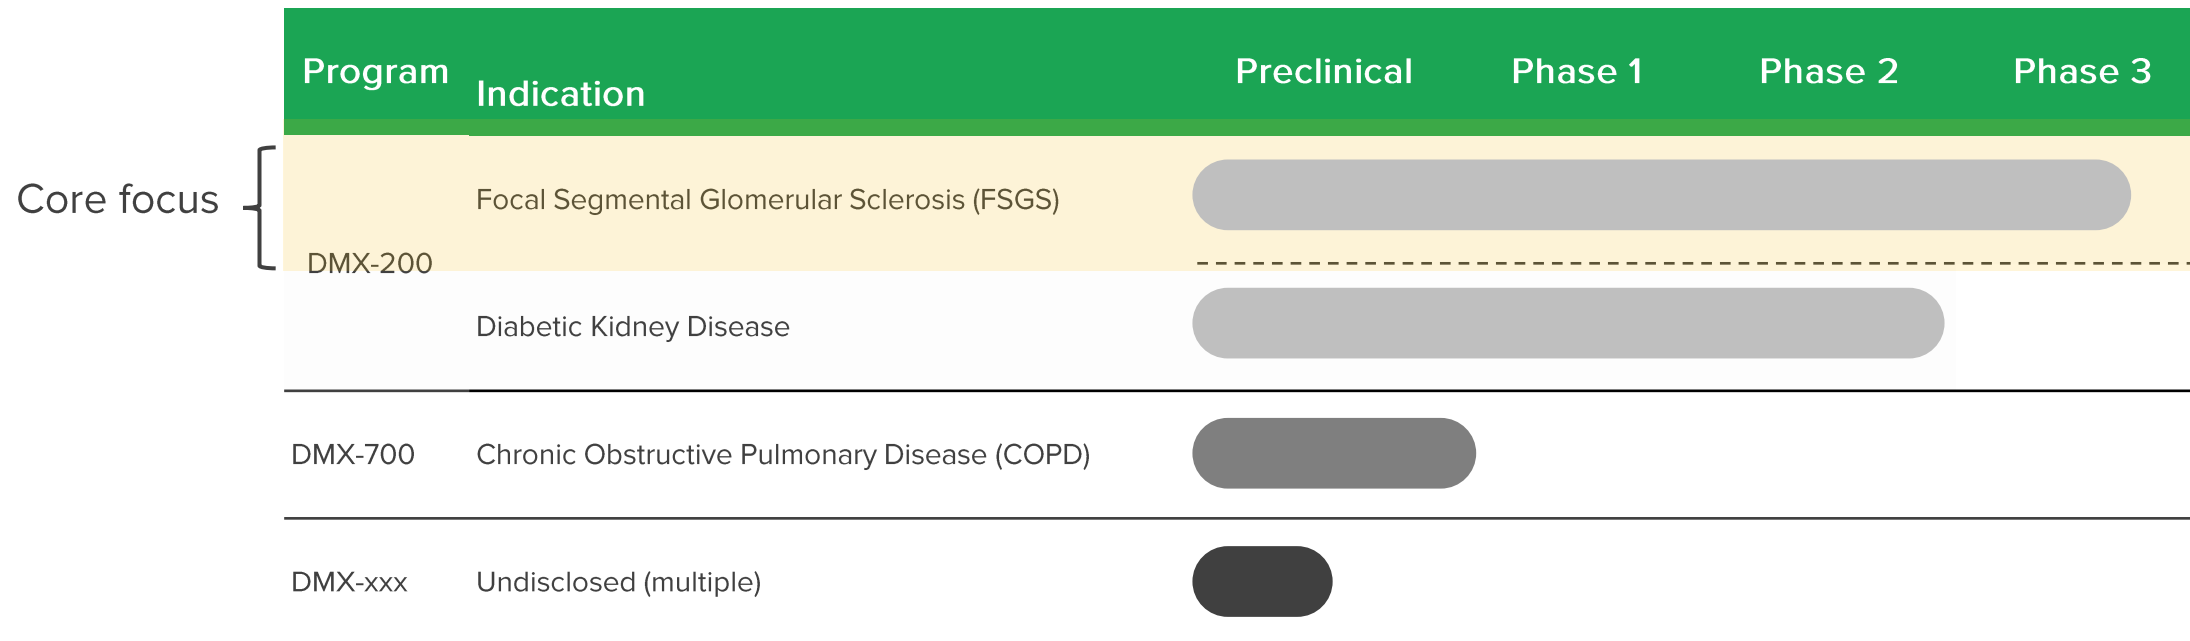 Program Indication Preclinical Phase 1 Phase 2 Phase 3
Core focus
Focal Segmental Glomerular Sclerosis (FSGS)
DMX-200
Diabetic Kidney Disease
DMX-700 Chronic Obstructive Pulmonary Disease (COPD)
DMX-xxx Undisclosed (multiple)